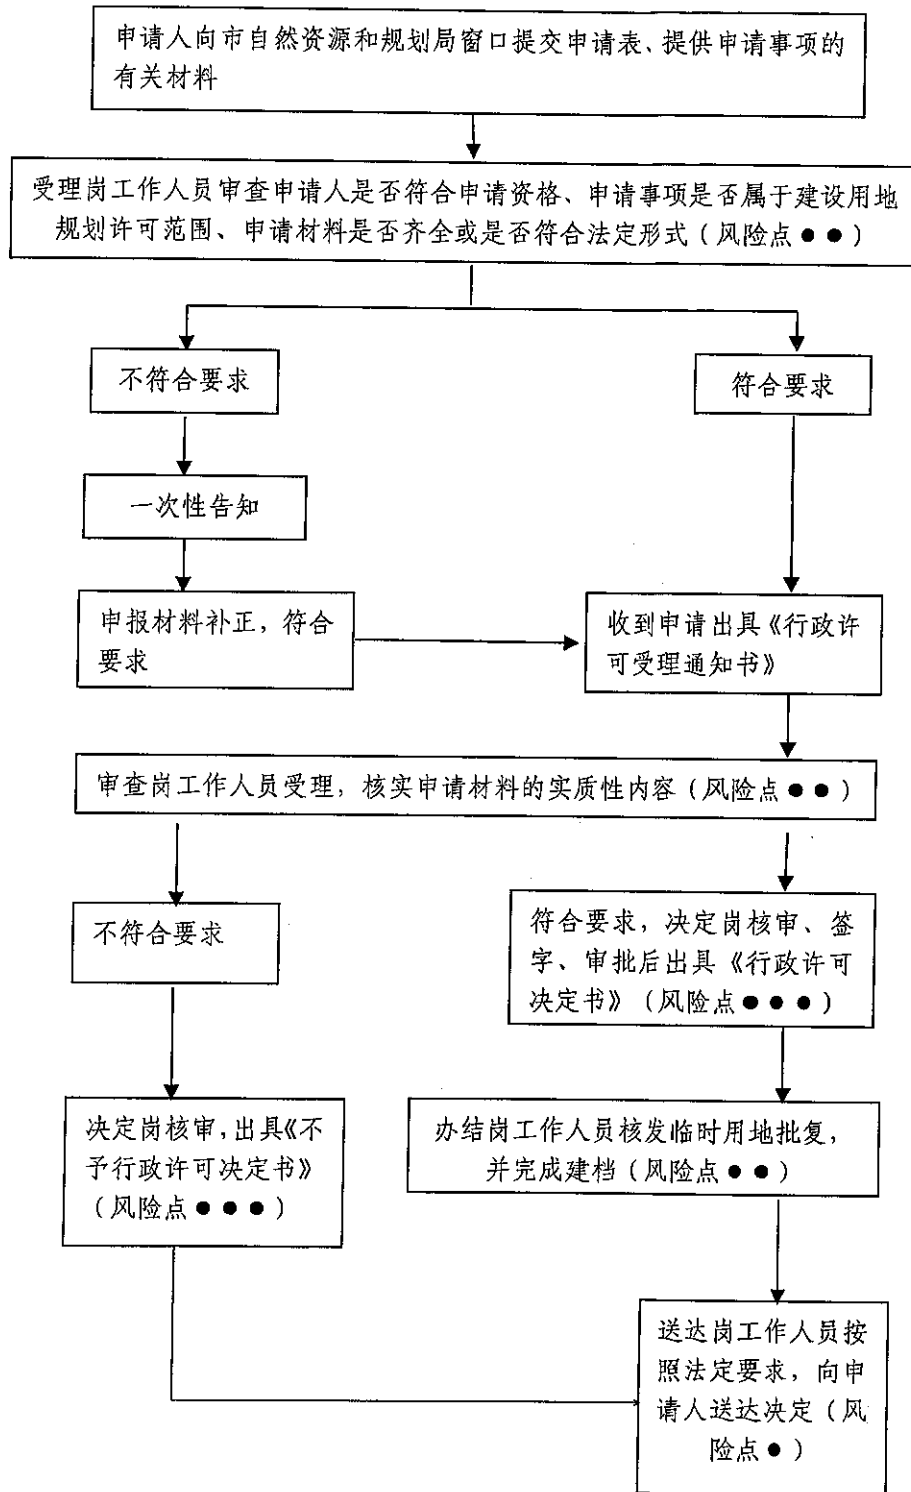 申请人向市自然资源和规划局窗口提交申请表、提供申请事项的
有关材料
受理岗工作人员审查申请人是否符合申请资格、申请事项是否属于建设用地
规划许可范围、申请材料是否齐全或是否符合法定形式（风险点●●）
不符合要求
符合要求
一次性告知
申报材料补正，符合
要求
收到申请出具《行政许
可受理通知书》
审查岗工作人员受理，核实申请材料的实质性内容（风险点●●）
不符合要求
符合要求，决定岗核审、签
字、审批后出具《行政许可
决定书》（风险点●●●）
决定岗核审，出具《不
予行政许可决定书》
（风险点●●●）
办结岗工作人员核发临时用地批复，
并完成建档（风险点●●）
送达岗工作人员按
照法定要求，向申
请人送达决定（风
险点●）